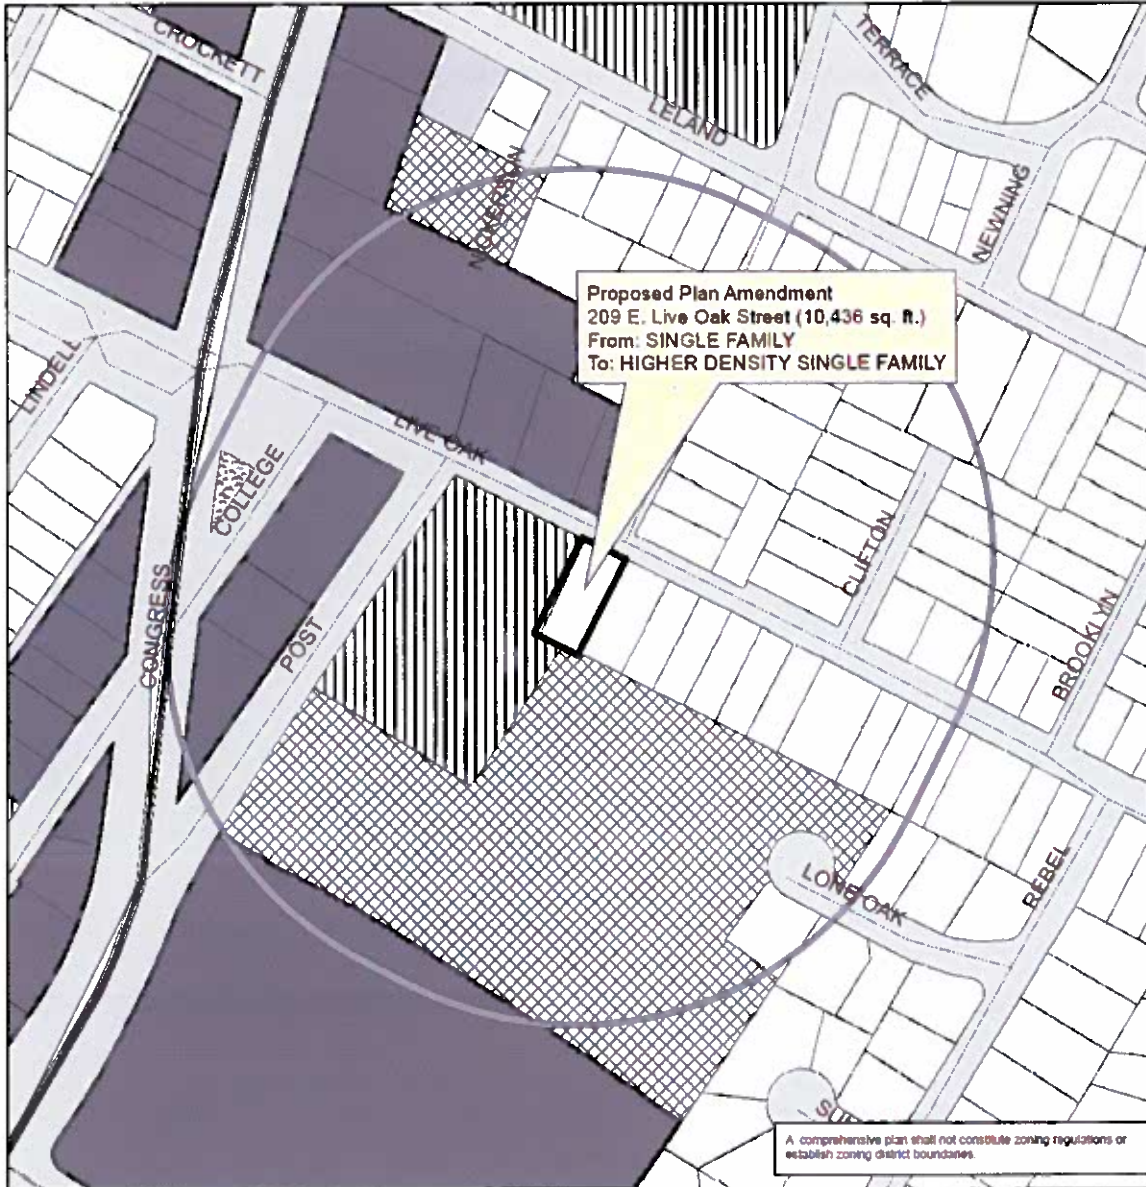 CROCKETT
TERRACE
LELAND
NEWNING
Proposed Plan Amendment
209 E. Live Oak Street (10,436 sq. ft.)
From: SINGLE FAMILY
To: HIGHER DENSITY SINGLE FAMILY
LINDELL
LIVE OAK
COLLEGE
CLIFTON
CONGRESS
POST
BROOKLYN
LONE OAK
REBEL
A comprehensive plan shall not constitute zoning regulations or
establish zoning district boundaries.